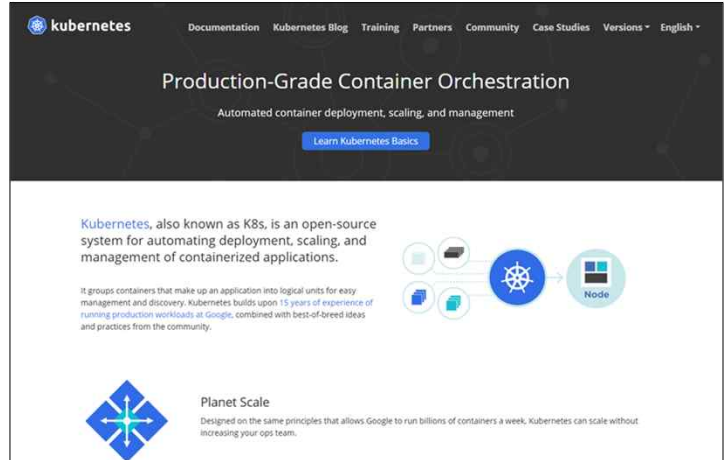 kubernetes
Documentation Kubernetes Blog Training Partners Community Case Studies Versions English
Production-Grade Container Orchestration
Automated container deployment, scaling, and management
Learn Kubernetes Basics
Kubernetes, also known as K8s, is an open-source
system for automating deployment, scaling, and
management of containerized applications.
It groups containers that make up an application into logical units for easy
management and discovery. Kubernetes builds upon 15 years of experience of
running production workloads at Google, combined with best-of-breed ideas
and practices from the community.
Node
Planet Scale
Designed on the same principles that allows Google to run billions of containers a week, Kubernetes can scale without
increasing your ops team.